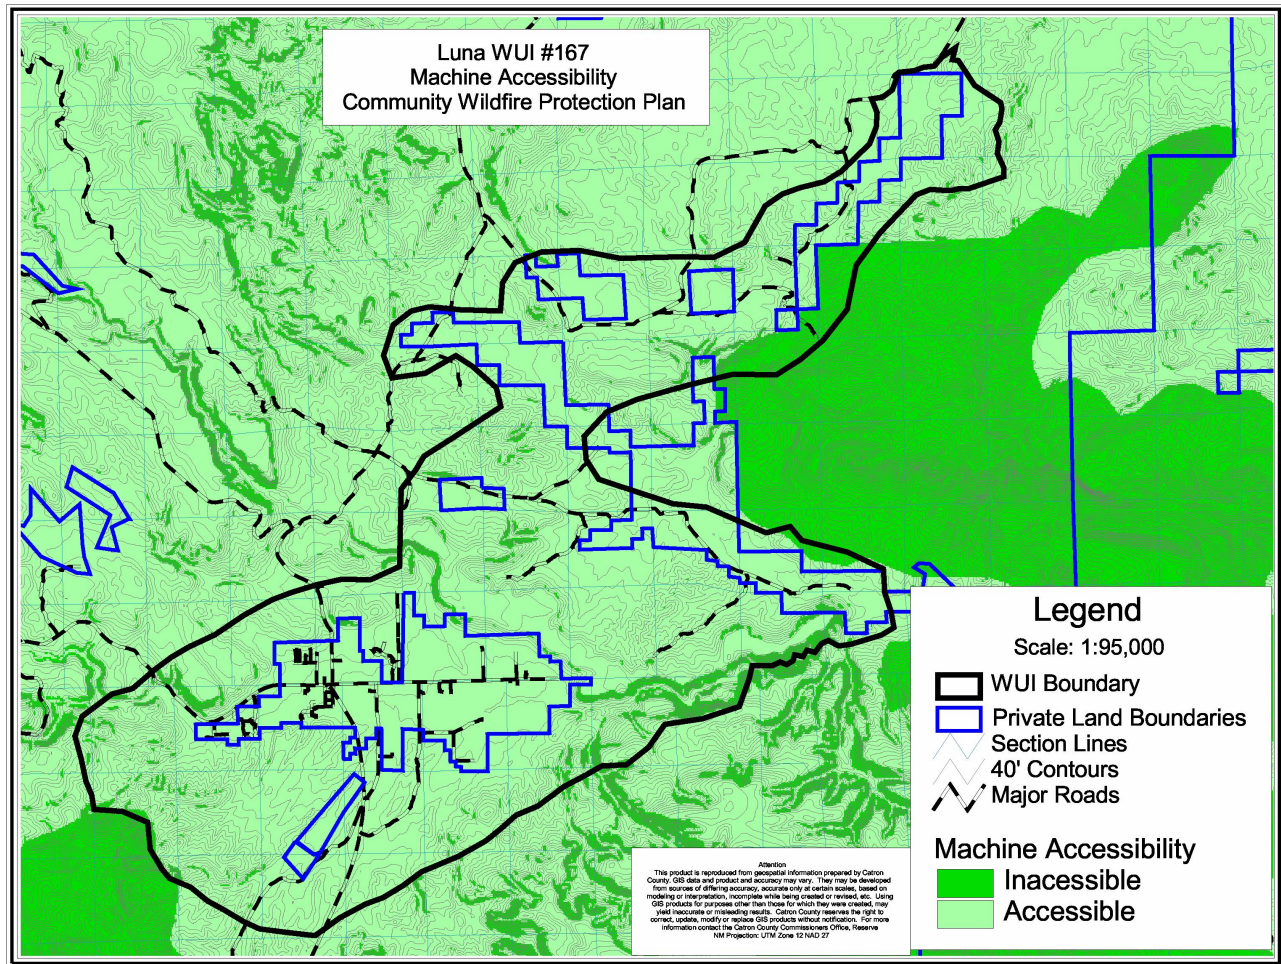 Luna WUI #167
Machine Accessibility
Community Wildfire Protection Plan
Legend
Scale: 1:95,000
WUI Boundary
Private Land Boundaries
Section Lines
40' Contours
Major Roads
Machine Accessibility
Inacessible
Accessible
Attention
This product is reproduced from geospatial information prepared by Catron
County. GIS data and product and accuracy may vary. They may be developed
from sources of differing accuracy, accurate only at certain scales, based on
modeling or interpretation, incomplete while being created or revised, etc. Using
GIS products for purposes other than those for which they were created, may
yield inaccurate or misleading results. Catron County reserves the right to
correct, update, modify or replace GIS products without notification. For more
information contact the Catron County Commissioners Office, Reserve
NM Projection: UTM Zone 12 NAD 27